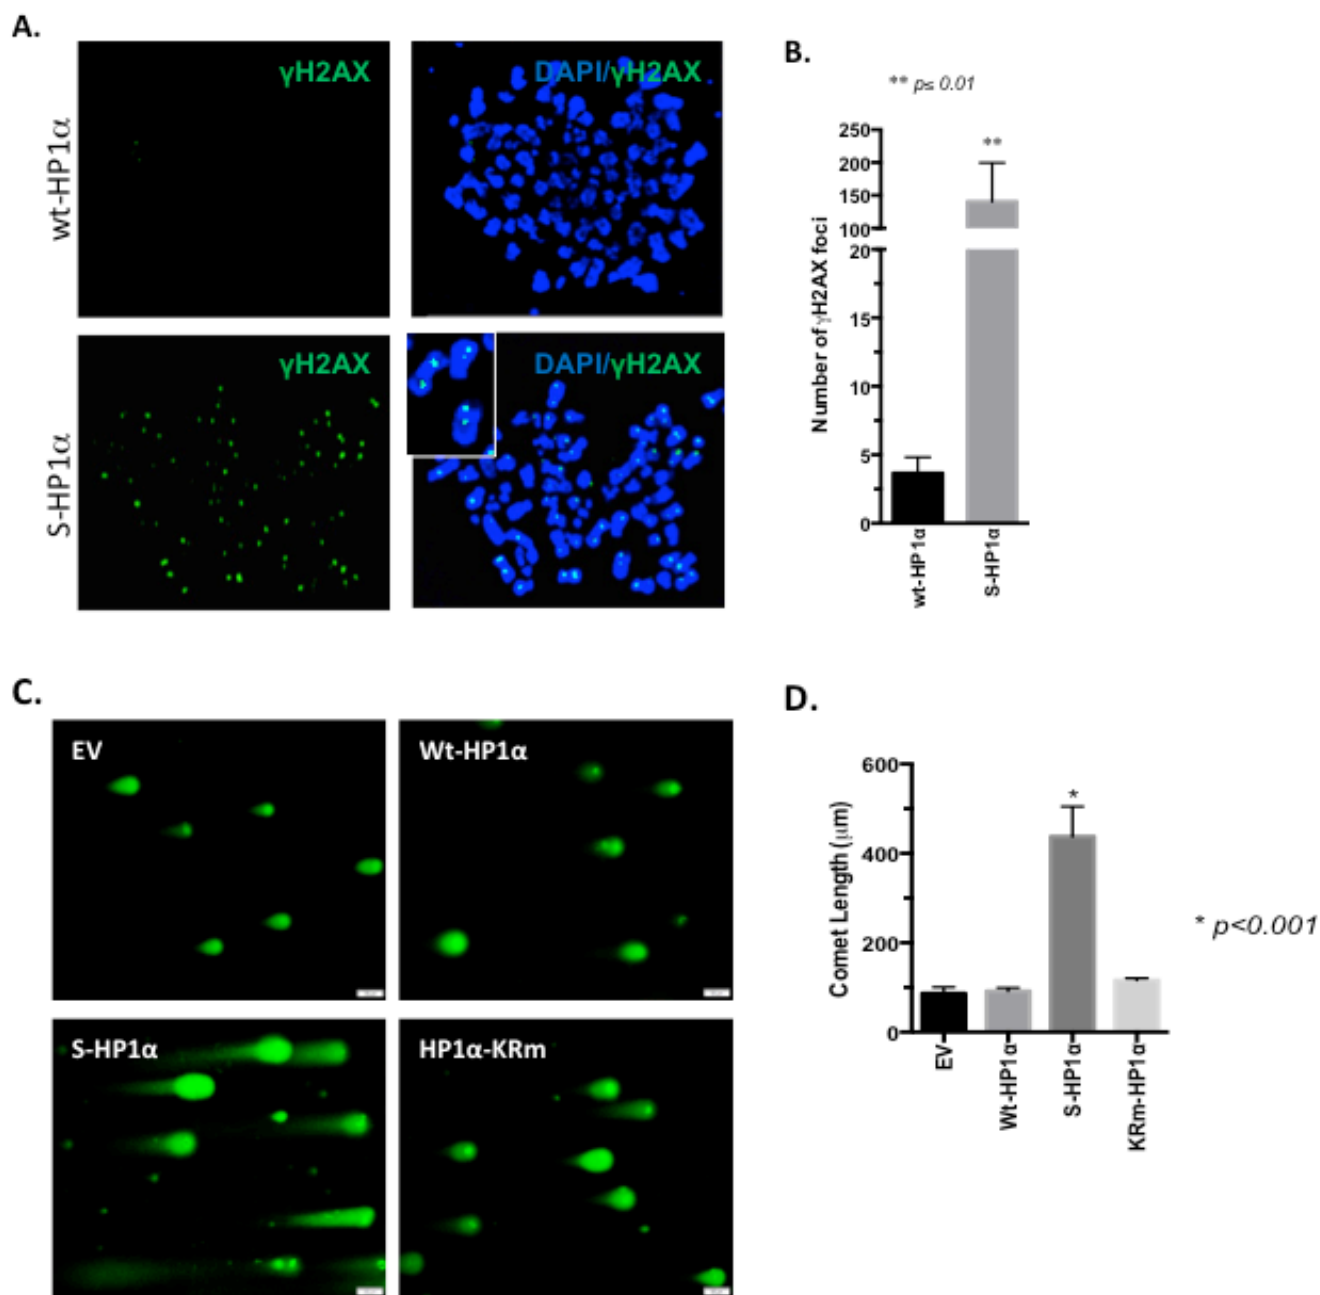 A.
γH2AX
DAPI/γH2AX
wt-HP1α
γH2AX
DAPI/γH2AX
S-HP1α
B.
** p≤ 0.01
250
200
150
100
20
15
10
5
0
**
Number of γH2AX foci
wt-HP1α
S-HP1α
C.
EV
Wt-HP1α
S-HP1α
HP1α-KRm
D.
600
400
200
0
*
Comet Length (μm)
* p<0.001
EV
Wt-HP1α
S-HP1α
KRm-HP1α